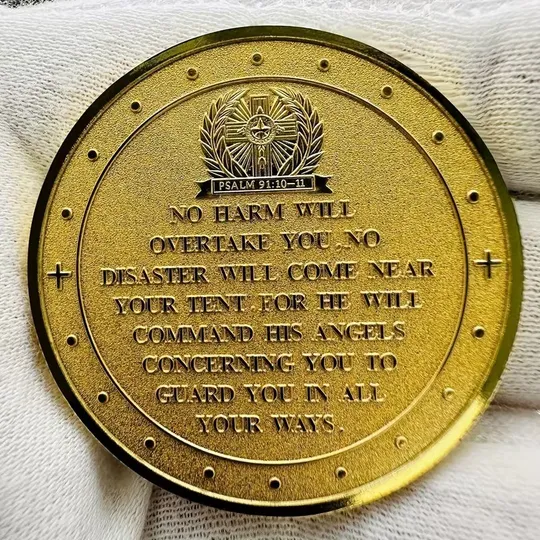 PSALM 91:10-11
NO HARM WILL
OVERTAKE YOU .NO
DISASTER WILL COME NEAR
YOUR TENT .FOR HE WILL
COMMAND HIS ANGELS
CONCERNING YOU TO
GUARD YOU IN ALL
YOUR WAYS.